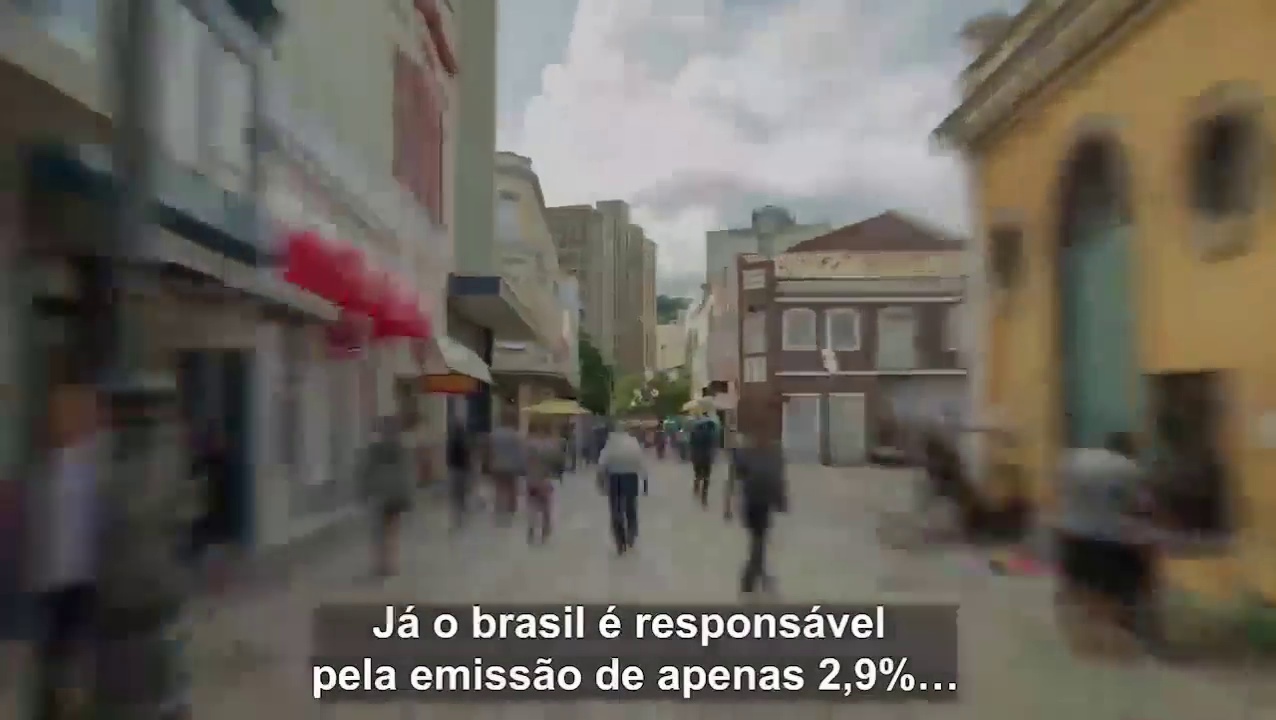 Já o brasil é responsável
pela emissão de apenas 2,9%...